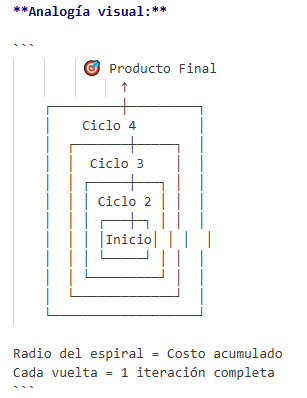 **Analogía visual:**
```
🎯 Producto Final
↑
Ciclo 4
Ciclo 3
Ciclo 2
Inicio
Radio del espiral = Costo acumulado
Cada vuelta = 1 iteración completa
```